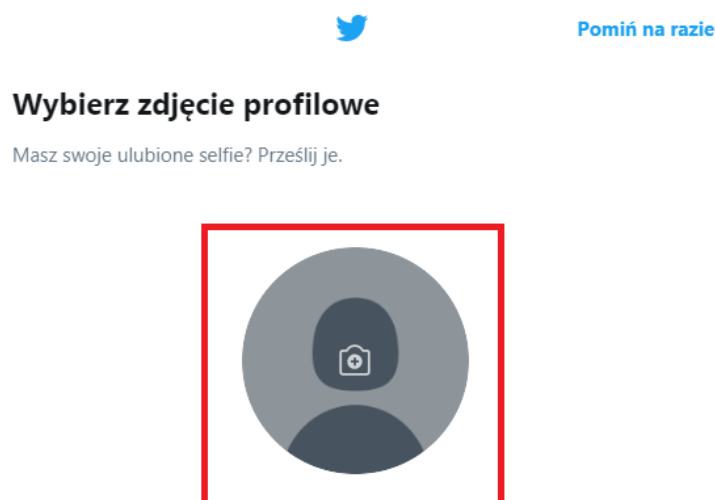 Pomiń na razie
Wybierz zdjęcie profilowe
Masz swoje ulubione selfie? Prześlij je.